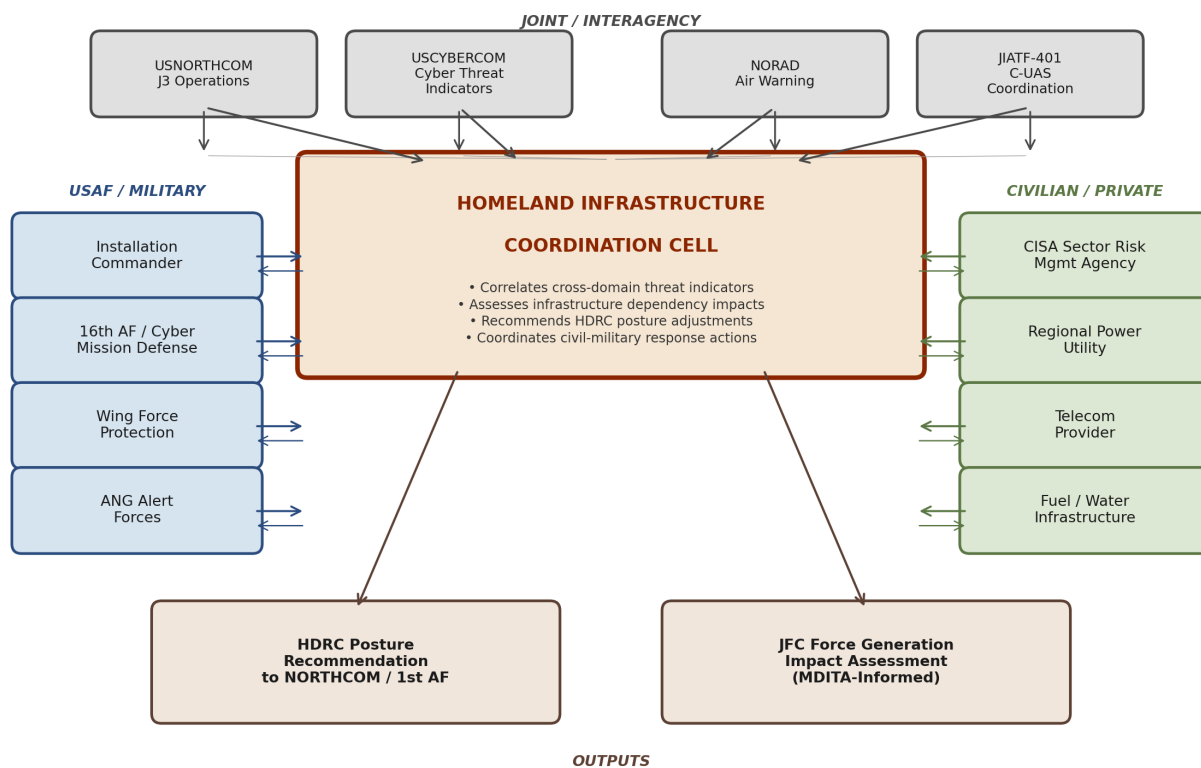 JOINT / INTERAGENCY
USNORTHCOM
J3 Operations
USCYBERCOM
Cyber Threat
Indicators
NORAD
Air Warning
JIATF-401
C-UAS
Coordination
USAF / MILITARY
CIVILIAN / PRIVATE
HOMELAND INFRASTRUCTURE
COORDINATION CELL
• Correlates cross-domain threat indicators
• Assesses infrastructure dependency impacts
• Recommends HDRC posture adjustments
• Coordinates civil-military response actions
Installation
Commander
16th AF / Cyber
Mission Defense
Wing Force
Protection
ANG Alert
Forces
CISA Sector Risk
Mgmt Agency
Regional Power
Utility
Telecom
Provider
Fuel / Water
Infrastructure
HDRC Posture
Recommendation
to NORTHCOM / 1st AF
JFC Force Generation
Impact Assessment
(MDITA-Informed)
OUTPUTS